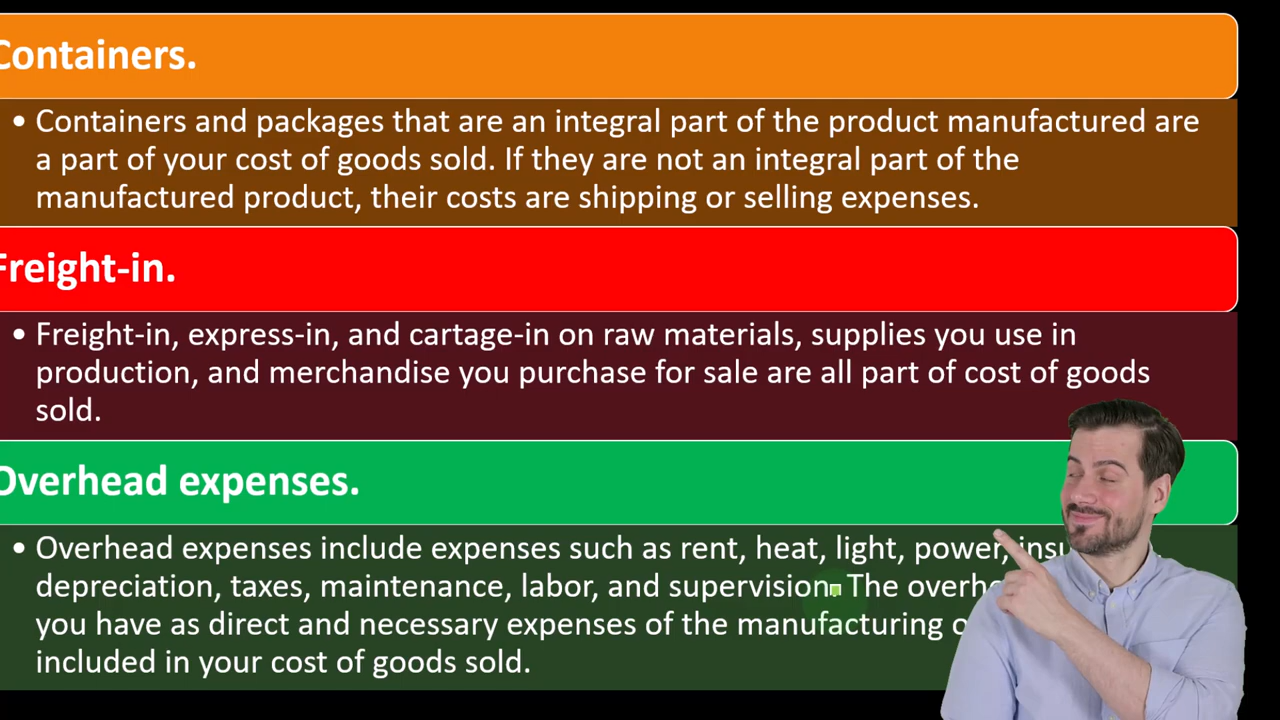 Containers.
• Containers and packages that are an integral part of the product manufactured are
a part of your cost of goods sold. If they are not an integral part of the
manufactured product, their costs are shipping or selling expenses.
Freight-in.
• Freight-in, express-in, and cartage-in on raw materials, supplies you use in
production, and merchandise you purchase for sale are all part of cost of goods
sold.
Overhead expenses.
• Overhead expenses include expenses such as rent, heat, light, power,
depreciation, taxes, maintenance, labor, and supervision. The
you have as direct and necessary expenses of the manufacturing
included in your cost of goods sold.